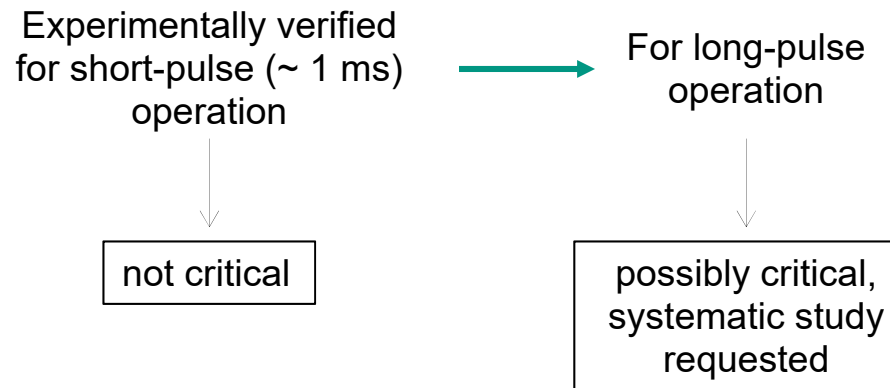 Experimentally verified
for short-pulse (~ 1 ms)
operation
For long-pulse
operation
not critical
possibly critical,
systematic study
requested